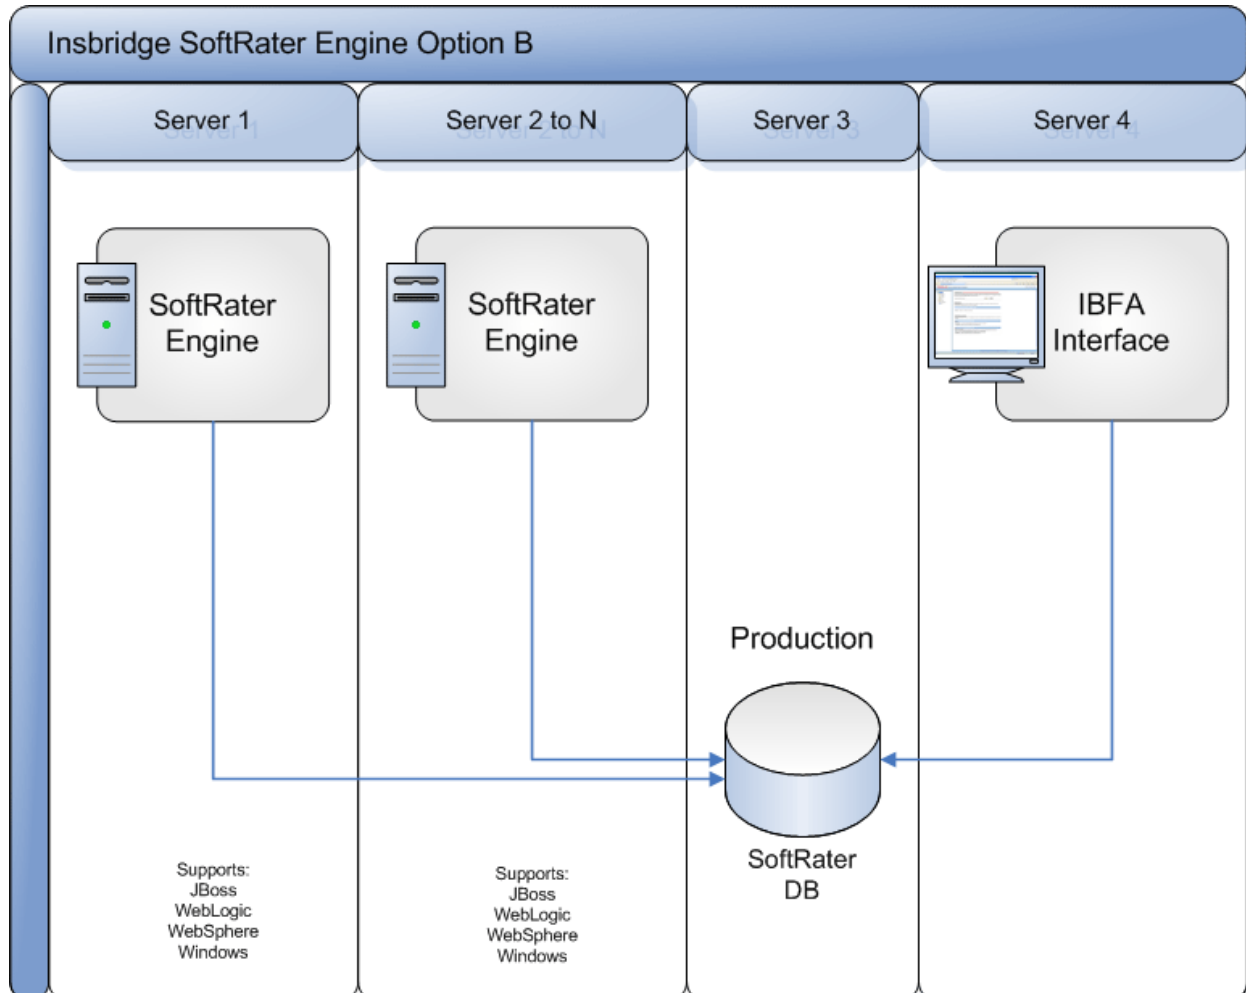 Insbridge SoftRater Engine Option B
Server 1
Server 2 to N
Server 3
Server 4
SoftRater
Engine
SoftRater
Engine
IBFA
Interface
Production
SoftRater
DB
Supports:
JBoss
WebLogic
WebSphere
Windows
Supports:
JBoss
WebLogic
WebSphere
Windows